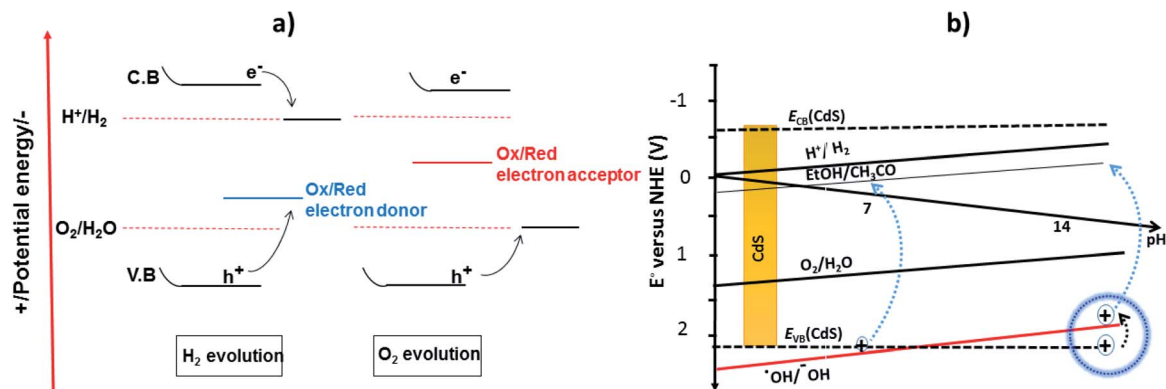 a)
+/Potential energy/-
C.B
e-
e-
H+/H2
Ox/Red
electron acceptor
Ox/Red
electron donor
O2/H2O
V.B
h+
h+
H2 evolution
O2 evolution
b)
E° versus NHE (V)
-1
0
1
2
ECB(CdS)
H+/ H2
EtOH/CH3CO
7
14
pH
CdS
O2/H2O
EVB(CdS)
+
+
+
•OH/-OH